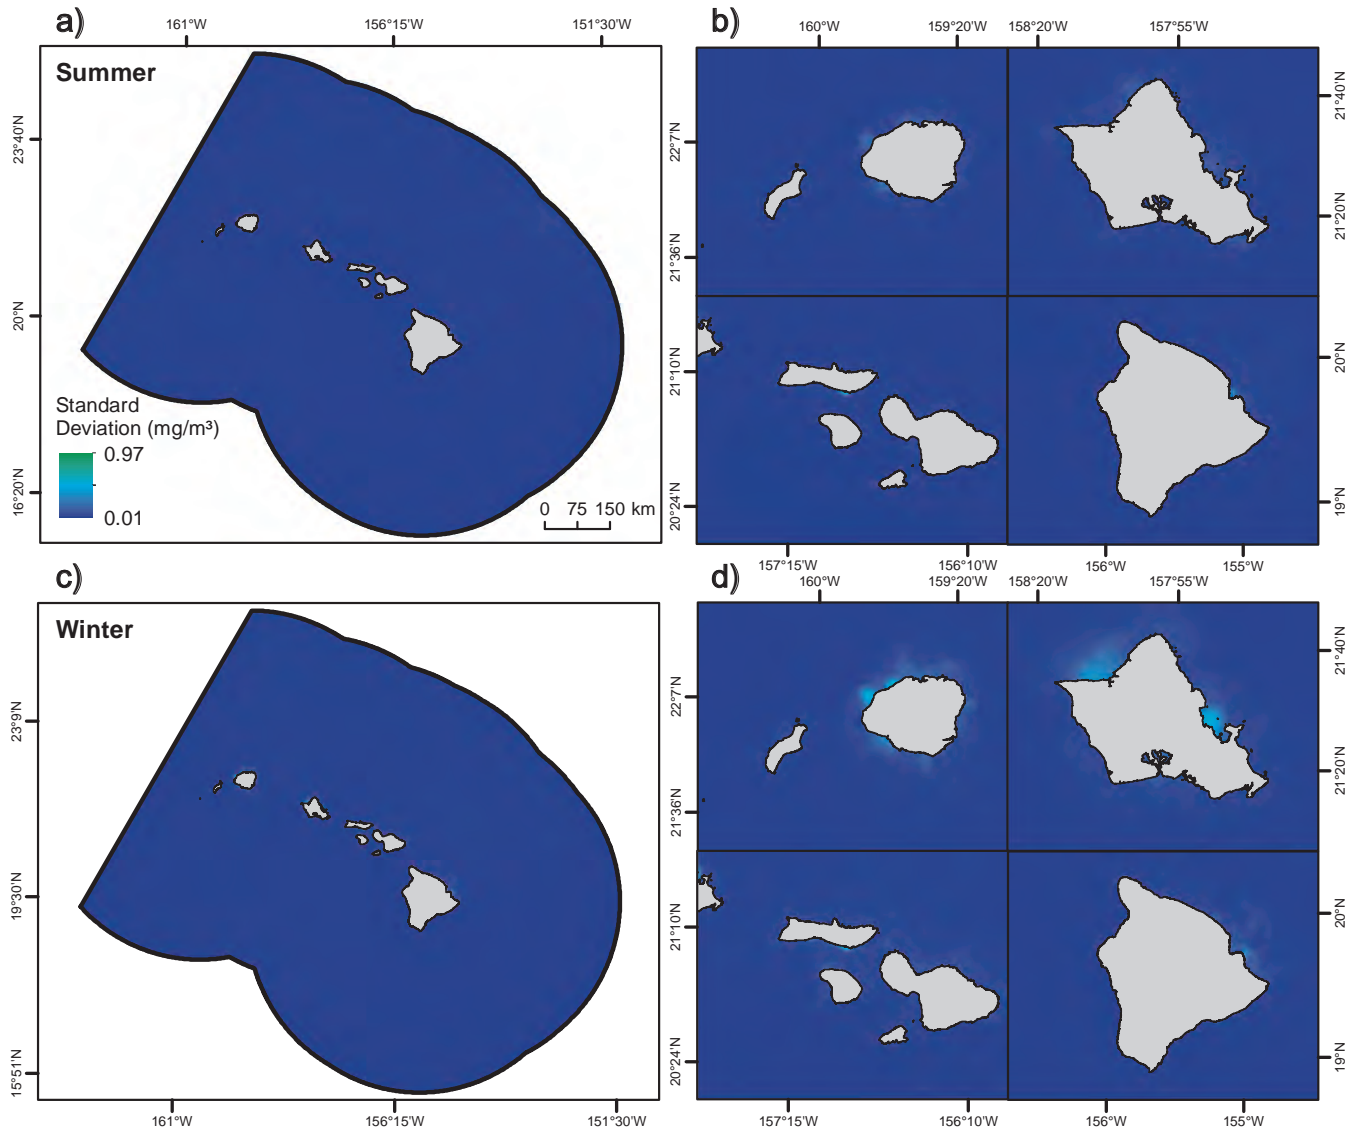 a)
161°W
156°15'W
151°30'W
Summer
23°40'N
20°N
16°20'N
Standard
Deviation (mg/m³)
0.97
0.01
0 75 150 km
b)
160°W
159°20'W
158°20'W
157°55'W
22°7'N
21°36'N
21°40'N
21°20'N
21°10'N
20°24'N
20°N
19°N
157°15'W
156°10'W
156°W
155°W
c)
Winter
23°9'N
19°30'N
15°51'N
161°W
156°15'W
151°30'W
d)
160°W
159°20'W
158°20'W
157°55'W
22°7'N
21°36'N
21°40'N
21°20'N
21°10'N
20°24'N
20°N
19°N
157°15'W
156°10'W
156°W
155°W